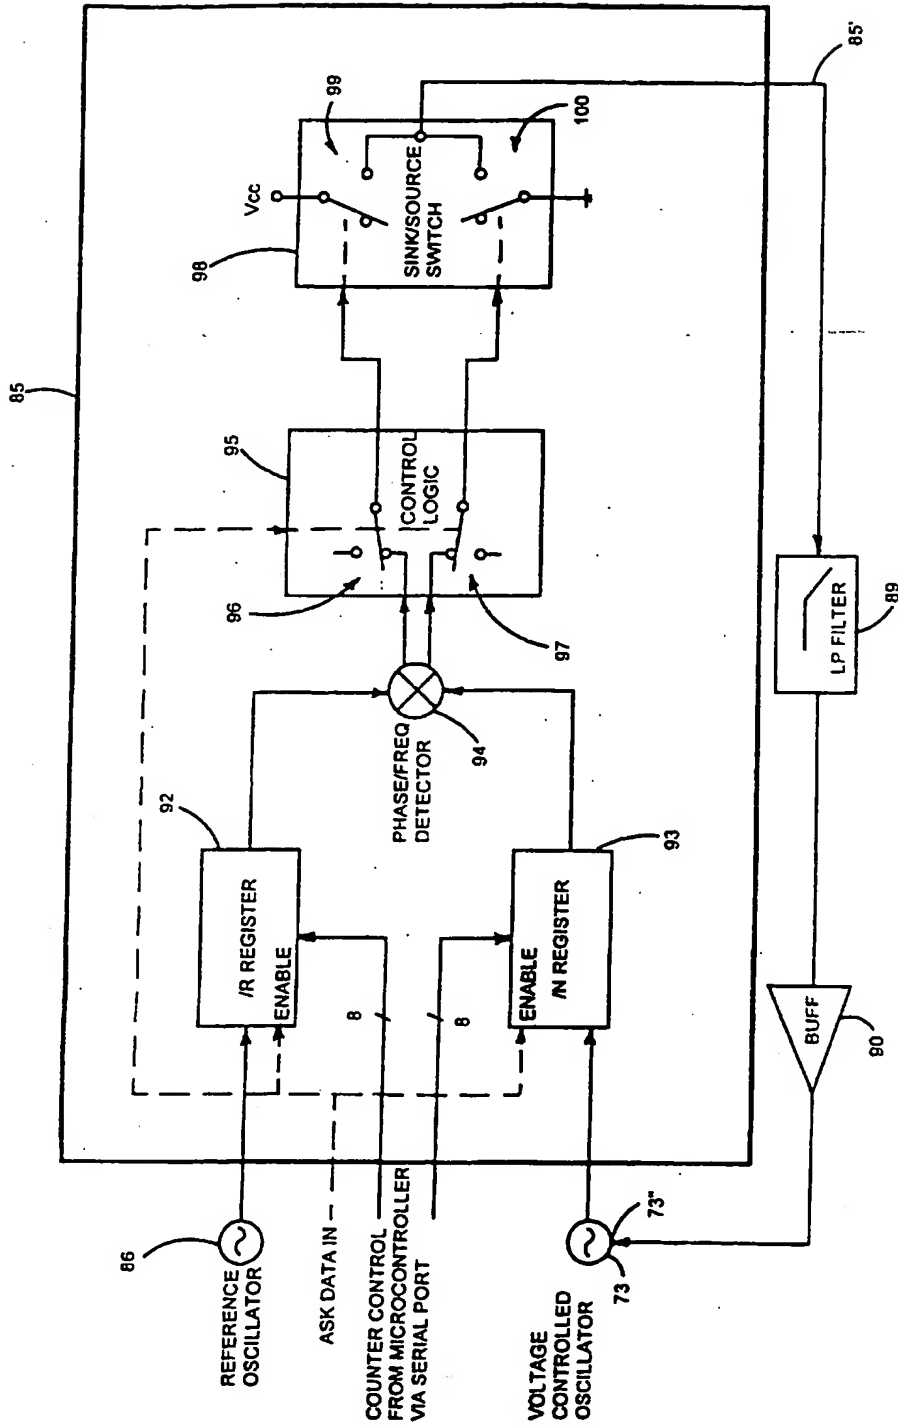 85
85'
99
100
Vcc
98
SINK/SOURCE
SWITCH
95
CONTROL
LOGIC
96
97
89
LP FILTER
PHASE/FREQ
DETECTOR
94
92
93
/R REGISTER
ENABLE
ENABLE
/N REGISTER
8
8
BUFF
90
86
REFERENCE
OSCILLATOR
ASK DATA IN
COUNTER CONTROL
FROM MICROCONTROLLER
VIA SERIAL PORT
73"
73
VOLTAGE
CONTROLLED
OSCILLATOR